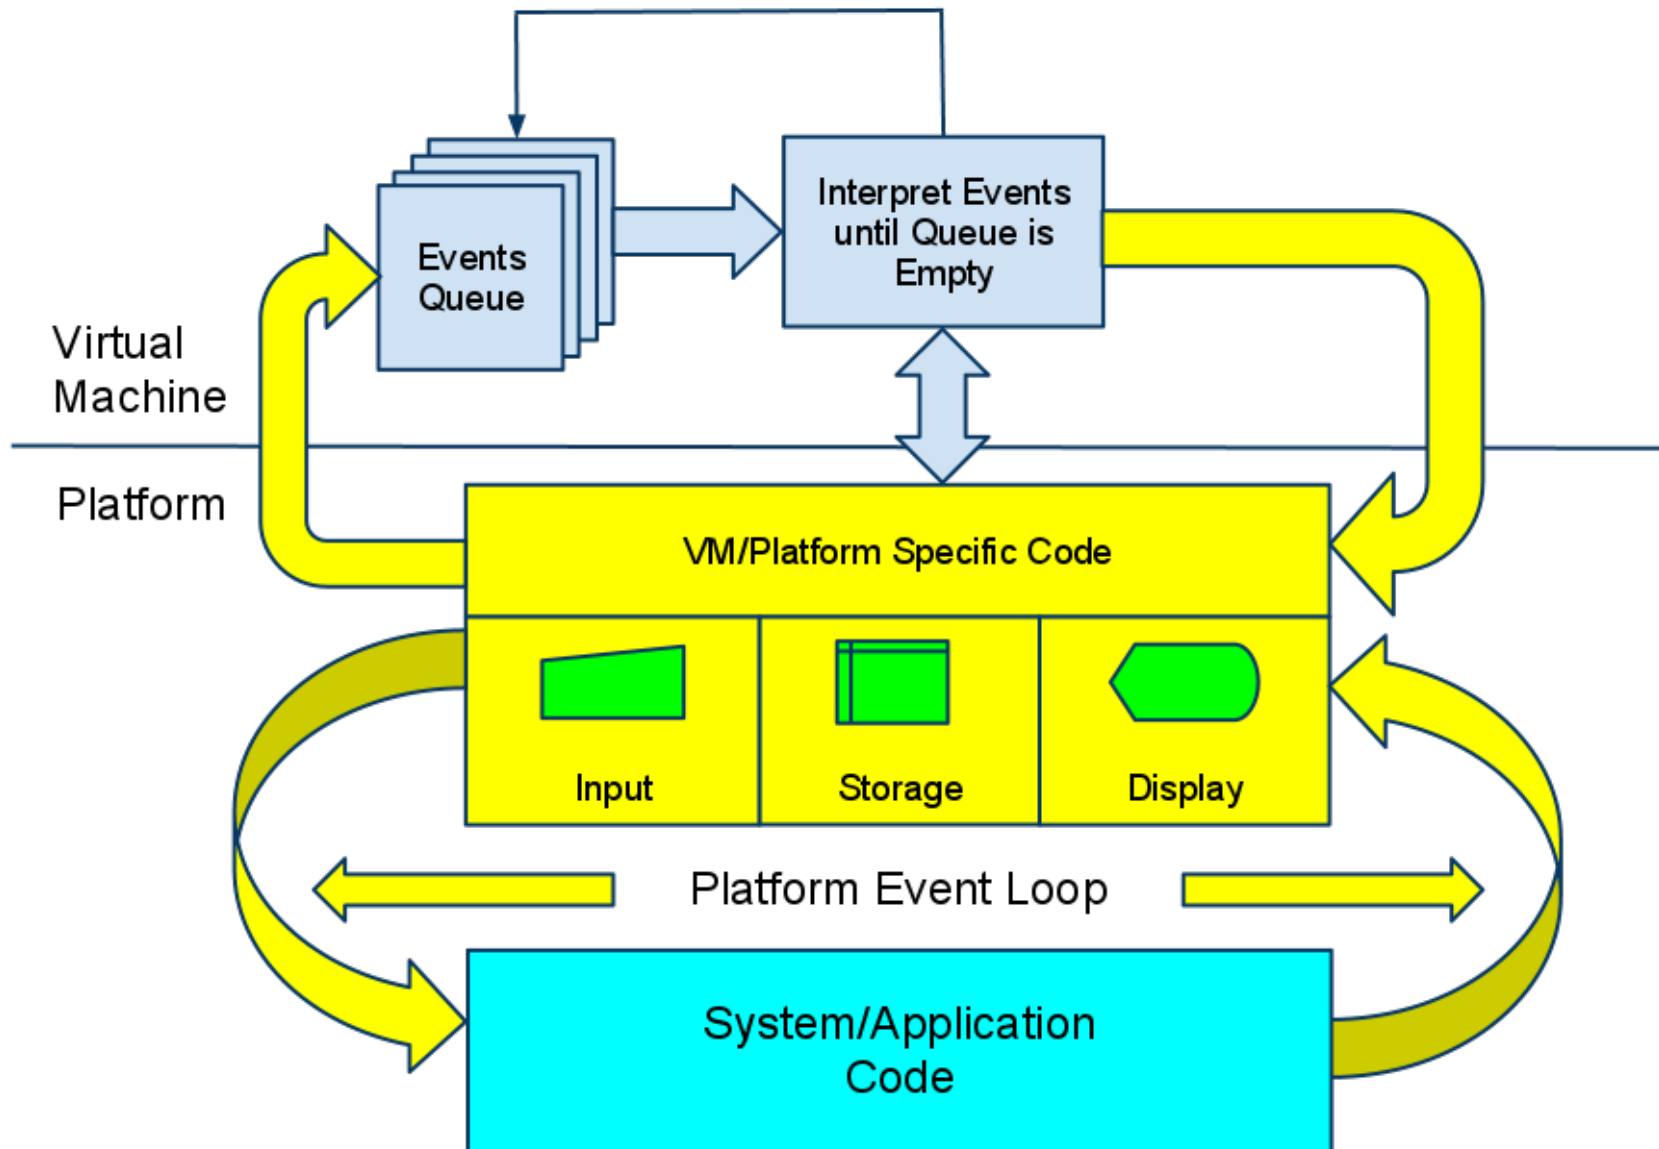 Interpret Events
until Queue is
Empty
Events
Queue
Virtual
Machine
Platform
VM/Platform Specific Code
Input
Storage
Display
Platform Event Loop
System/Application
Code